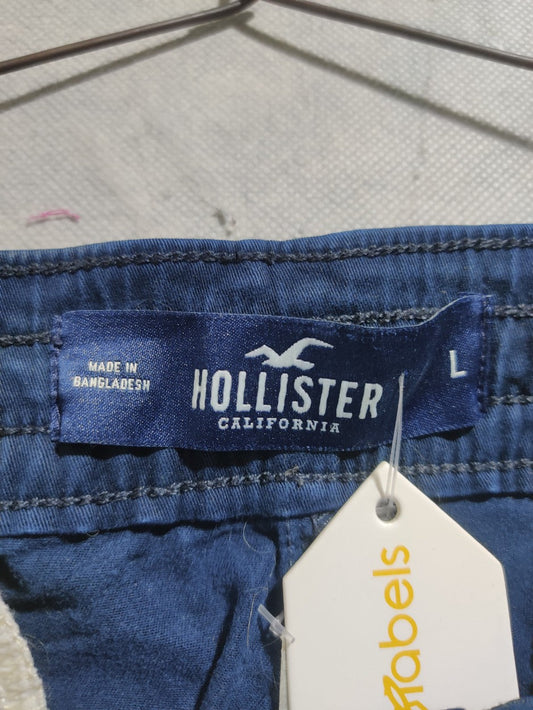 MADE IN
BANGLADESH
HOLLISTER
CALIFORNIA
L
abels